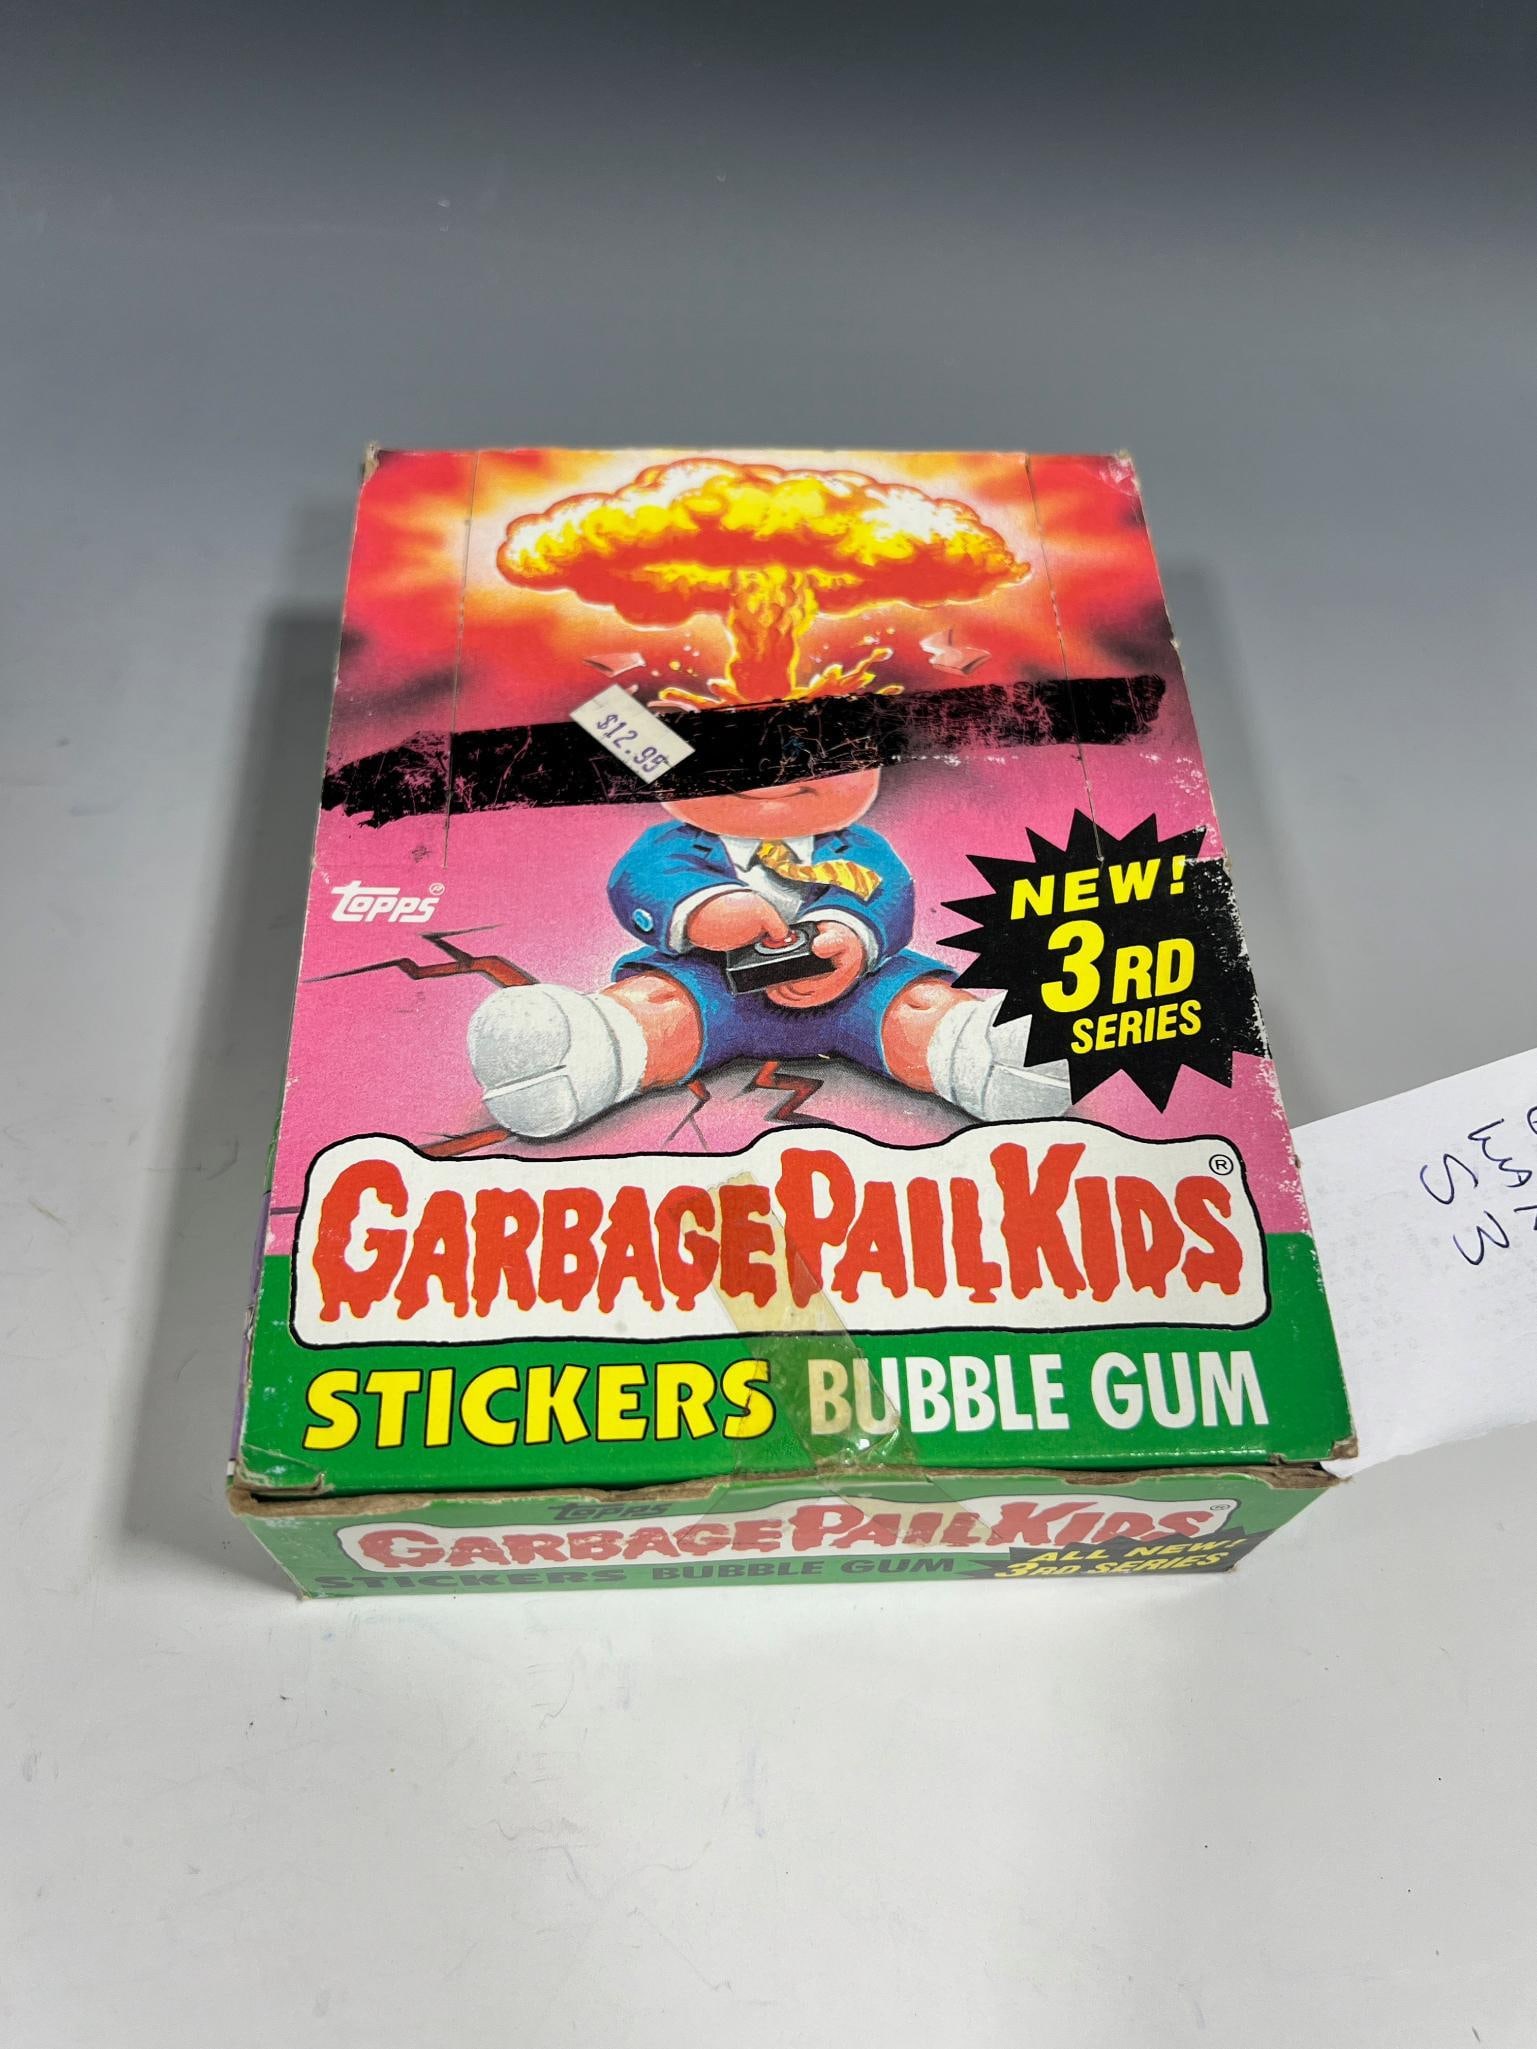 $12.95
topps®
NEW!
3RD
SERIES
GARBAGE PAIL KIDS®
STICKERS BUBBLE GUM
topps
GARBAGE PAIL KIDS®
STICKERS BUBBLE GUM
ALL NEW!
3RD SERIES